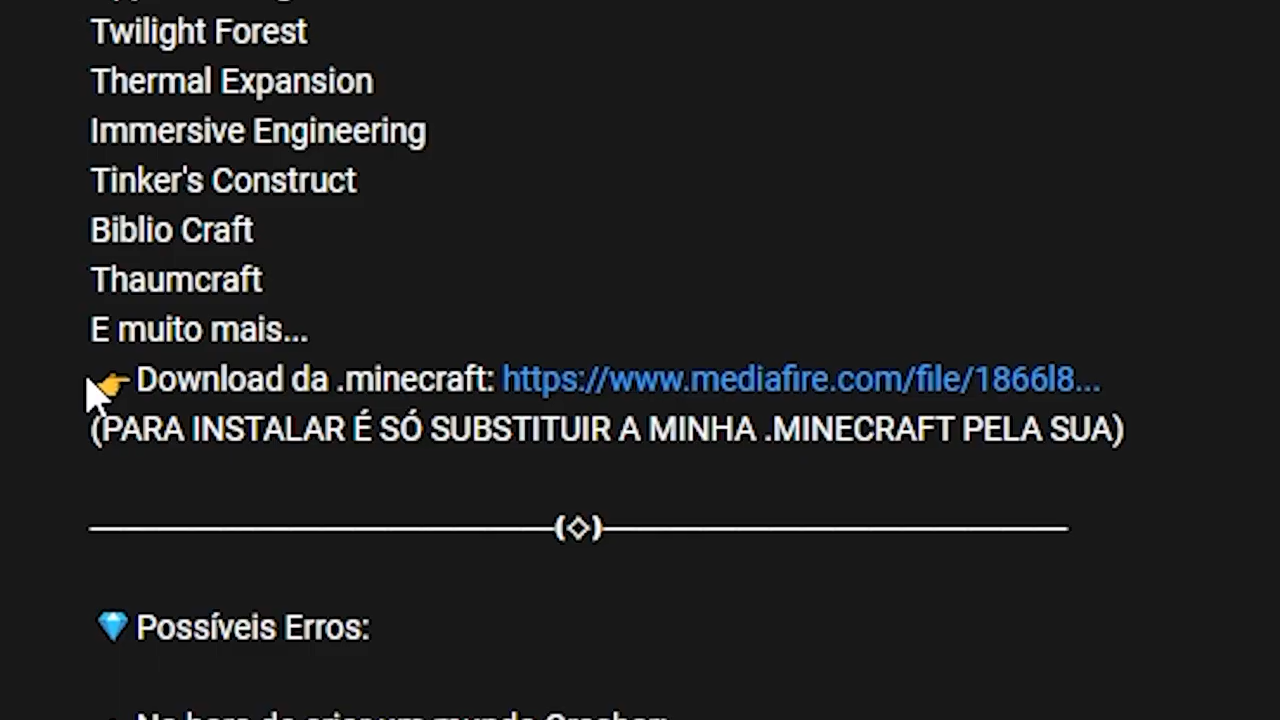 Twilight Forest
Thermal Expansion
Immersive Engineering
Tinker's Construct
Biblio Craft
Thaumcraft
E muito mais...
👉 Download da .minecraft: https://www.mediafire.com/file/1866l8...
(PARA INSTALAR É SÓ SUBSTITUIR A MINHA .MINECRAFT PELA SUA)
💎 Possíveis Erros: